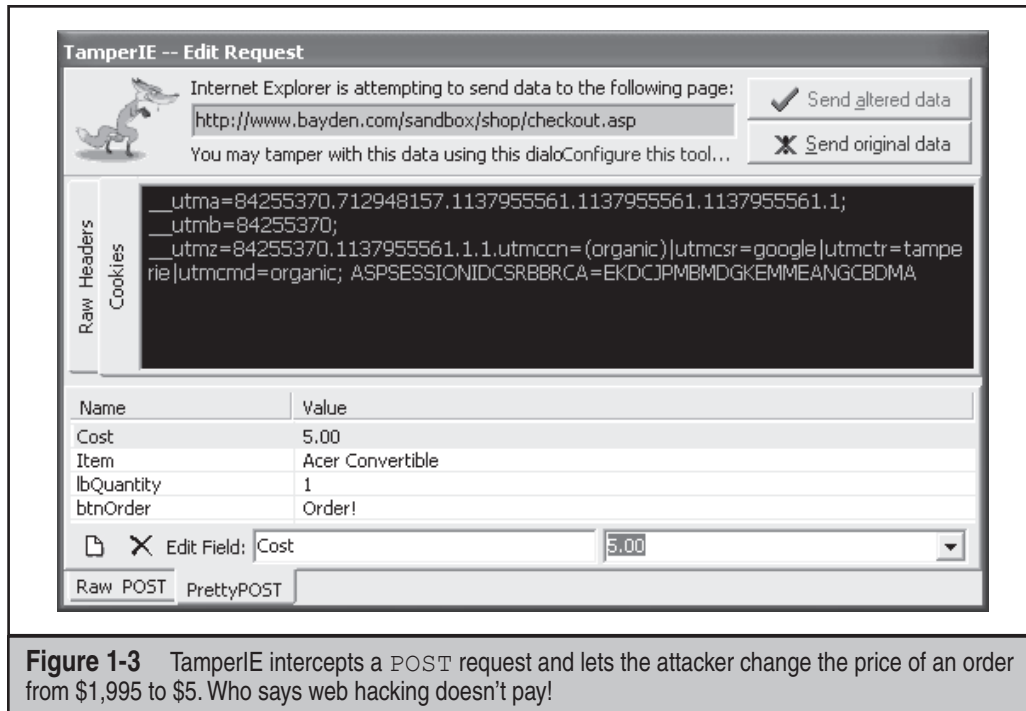 TamperIE -- Edit Request
Internet Explorer is attempting to send data to the following page:
http://www.bayden.com/sandbox/shop/checkout.asp
You may tamper with this data using this dialoConfigure this tool...
Send altered data
Send original data
Raw Headers
Cookies
__utma=84255370.712948157.1137955561.1137955561.1137955561.1;
__utmb=84255370;
__utmz=84255370.1137955561.1.1.utmccn=(organic)|utmcsr=google|utmctr=tampe
rie|utmcmd=organic; ASPSESSIONIDCSRBBRCA=EKDCJPMBMDGKEMMEANGCBDMA
Name Value
Cost 5.00
Item Acer Convertible
lbQuantity 1
btnOrder Order!
Edit Field: Cost 5.00
Raw POST PrettyPOST
Figure 1-3 TamperIE intercepts a POST request and lets the attacker change the price of an order
from $1,995 to $5. Who says web hacking doesn't pay!